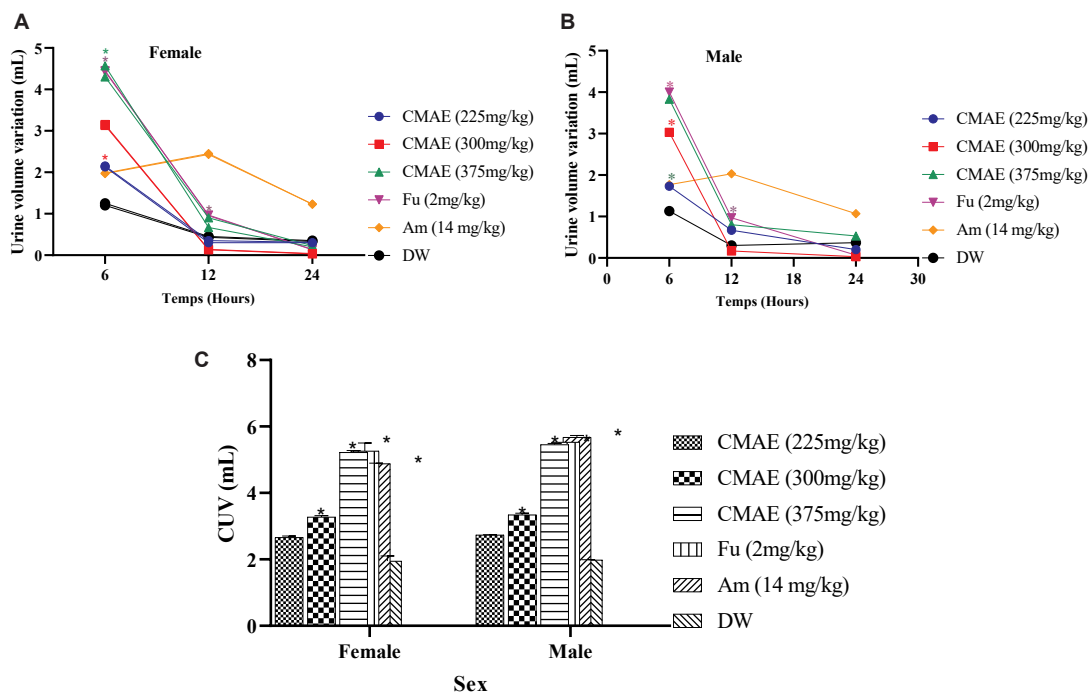 A
Female
Urine volume variation (mL)
5
4
3
2
1
0
6
12
24
Temps (Hours)
*
*
*
*
CMAE (225mg/kg)
CMAE (300mg/kg)
CMAE (375mg/kg)
Fu (2mg/kg)
Am (14 mg/kg)
DW
B
Male
Urine volume variation (mL)
5
4
3
2
1
0
0
6
12
18
24
30
Temps (Hours)
*
*
*
*
CMAE (225mg/kg)
CMAE (300mg/kg)
CMAE (375mg/kg)
Fu (2mg/kg)
Am (14 mg/kg)
DW
C
CUV (mL)
8
6
4
2
0
*
*
*
*
*
*
*
*
Female
Male
Sex
CMAE (225mg/kg)
CMAE (300mg/kg)
CMAE (375mg/kg)
Fu (2mg/kg)
Am (14 mg/kg)
DW